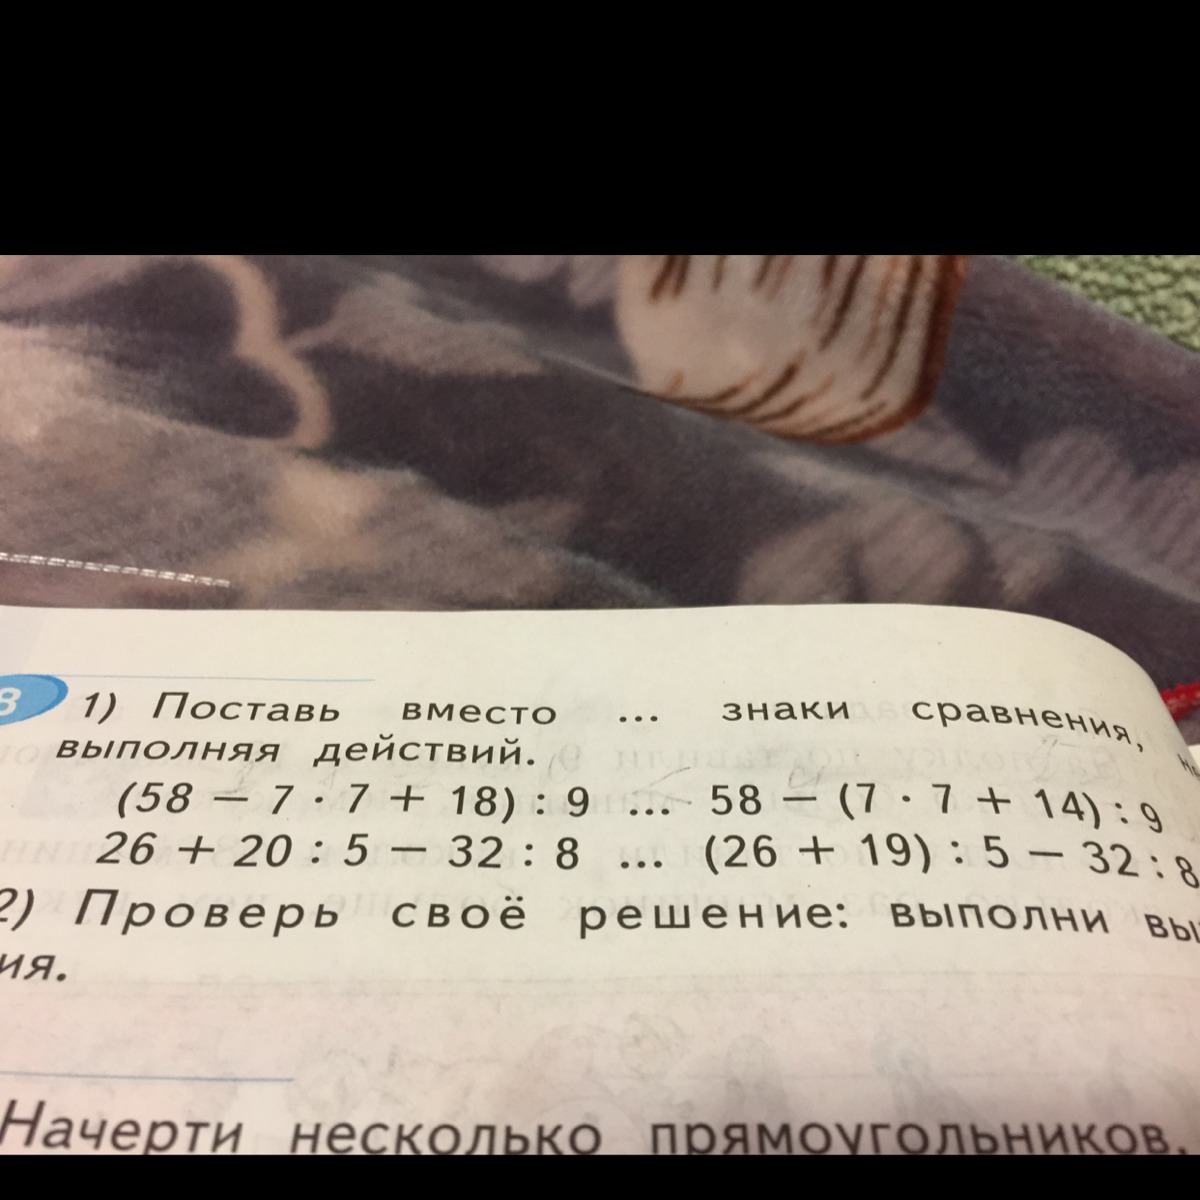 8 1) Поставь вместо ... знаки сравнения,
выполняя действий.
(58 – 7 · 7 + 18) : 9 ... 58 – (7 · 7 + 14) : 9
26 + 20 : 5 – 32 : 8 ... (26 + 19) : 5 – 32 : 8
2) Проверь своё решение: выполни
ия.
Начерти несколько прямоугольников,